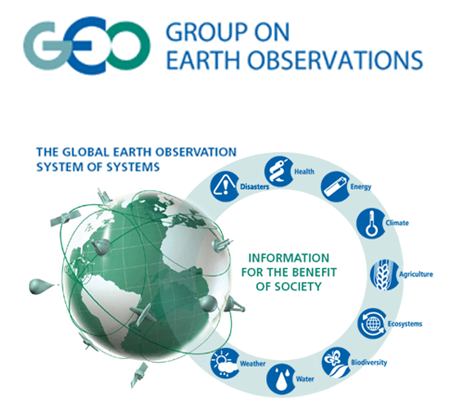 GEO GROUP ON
EARTH OBSERVATIONS
THE GLOBAL EARTH OBSERVATION
SYSTEM OF SYSTEMS
Disasters
Health
Energy
Climate
Agriculture
Ecosystems
Biodiversity
Water
Weather
INFORMATION
FOR THE BENEFIT
OF SOCIETY